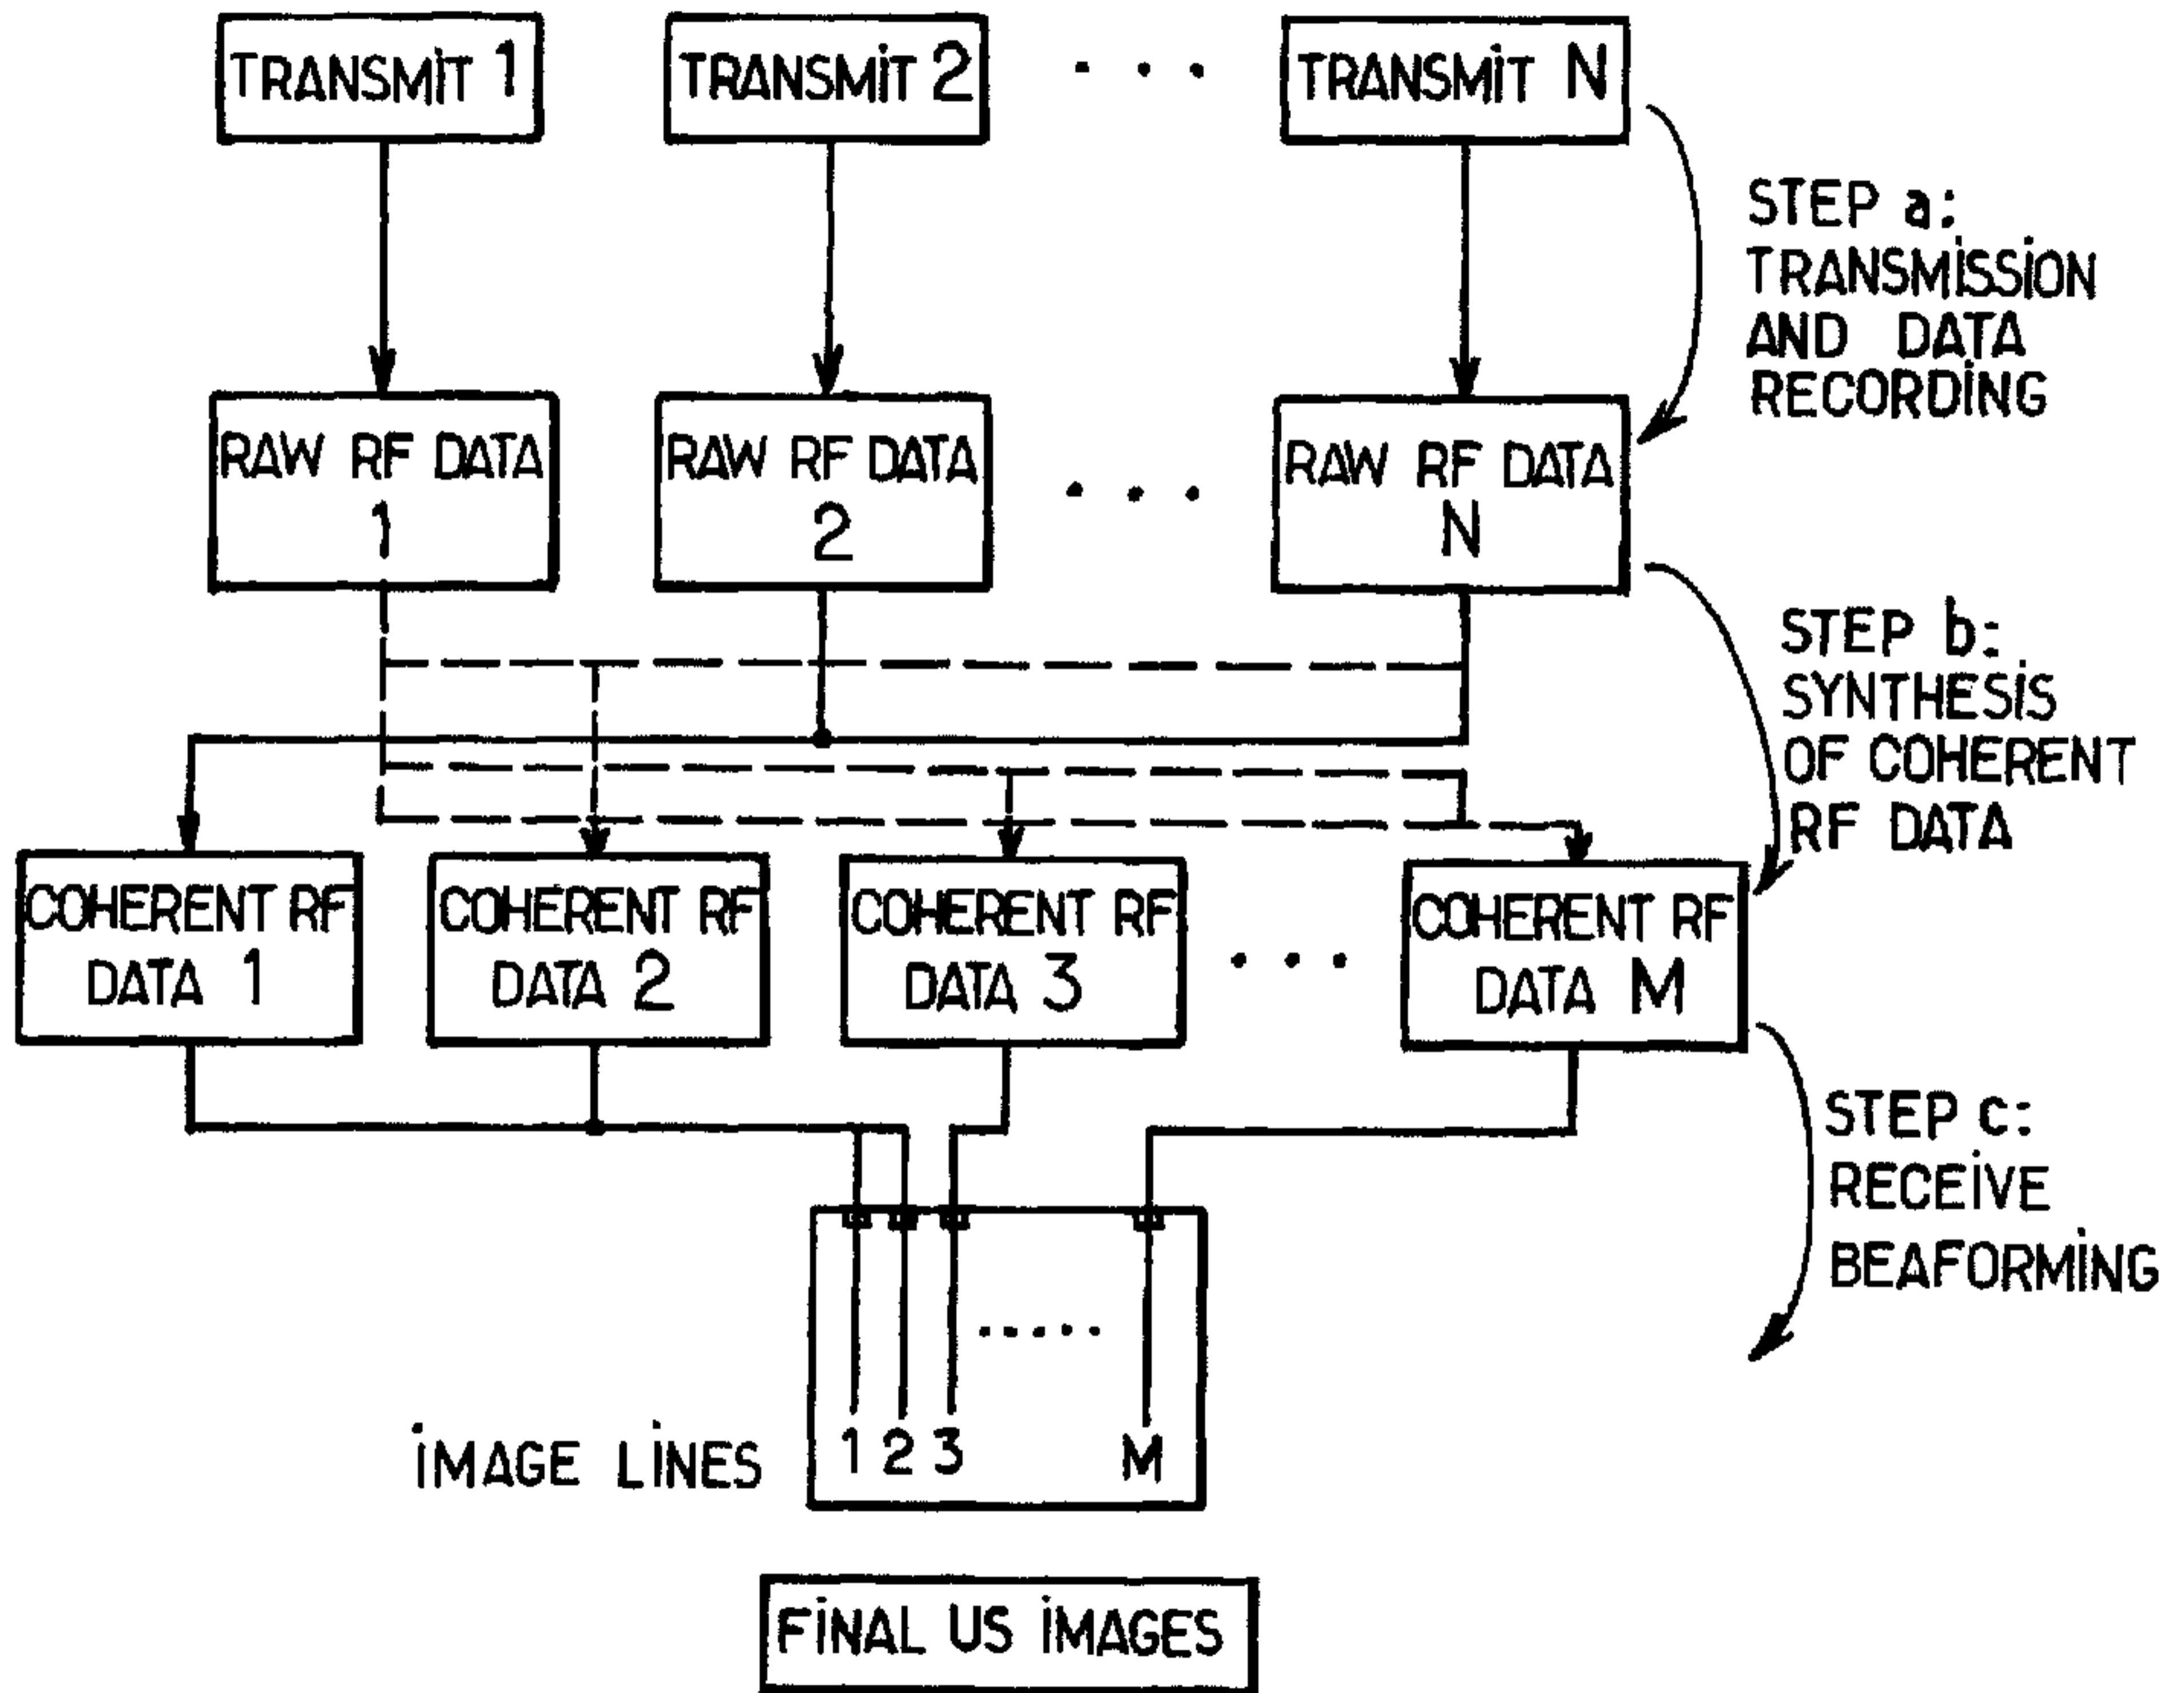 TRANSMIT 1
TRANSMIT 2
. . .
TRANSMIT N
STEP a:
TRANSMISSION
AND DATA
RECORDING
RAW RF DATA
1
RAW RF DATA
2
. . .
RAW RF DATA
N
STEP b:
SYNTHESIS
OF COHERENT
RF DATA
COHERENT RF
DATA 1
COHERENT RF
DATA 2
COHERENT RF
DATA 3
. . .
COHERENT RF
DATA M
STEP c:
RECEIVE
BEAFORMING
.....
IMAGE LINES
1 2 3 M
FINAL US IMAGES